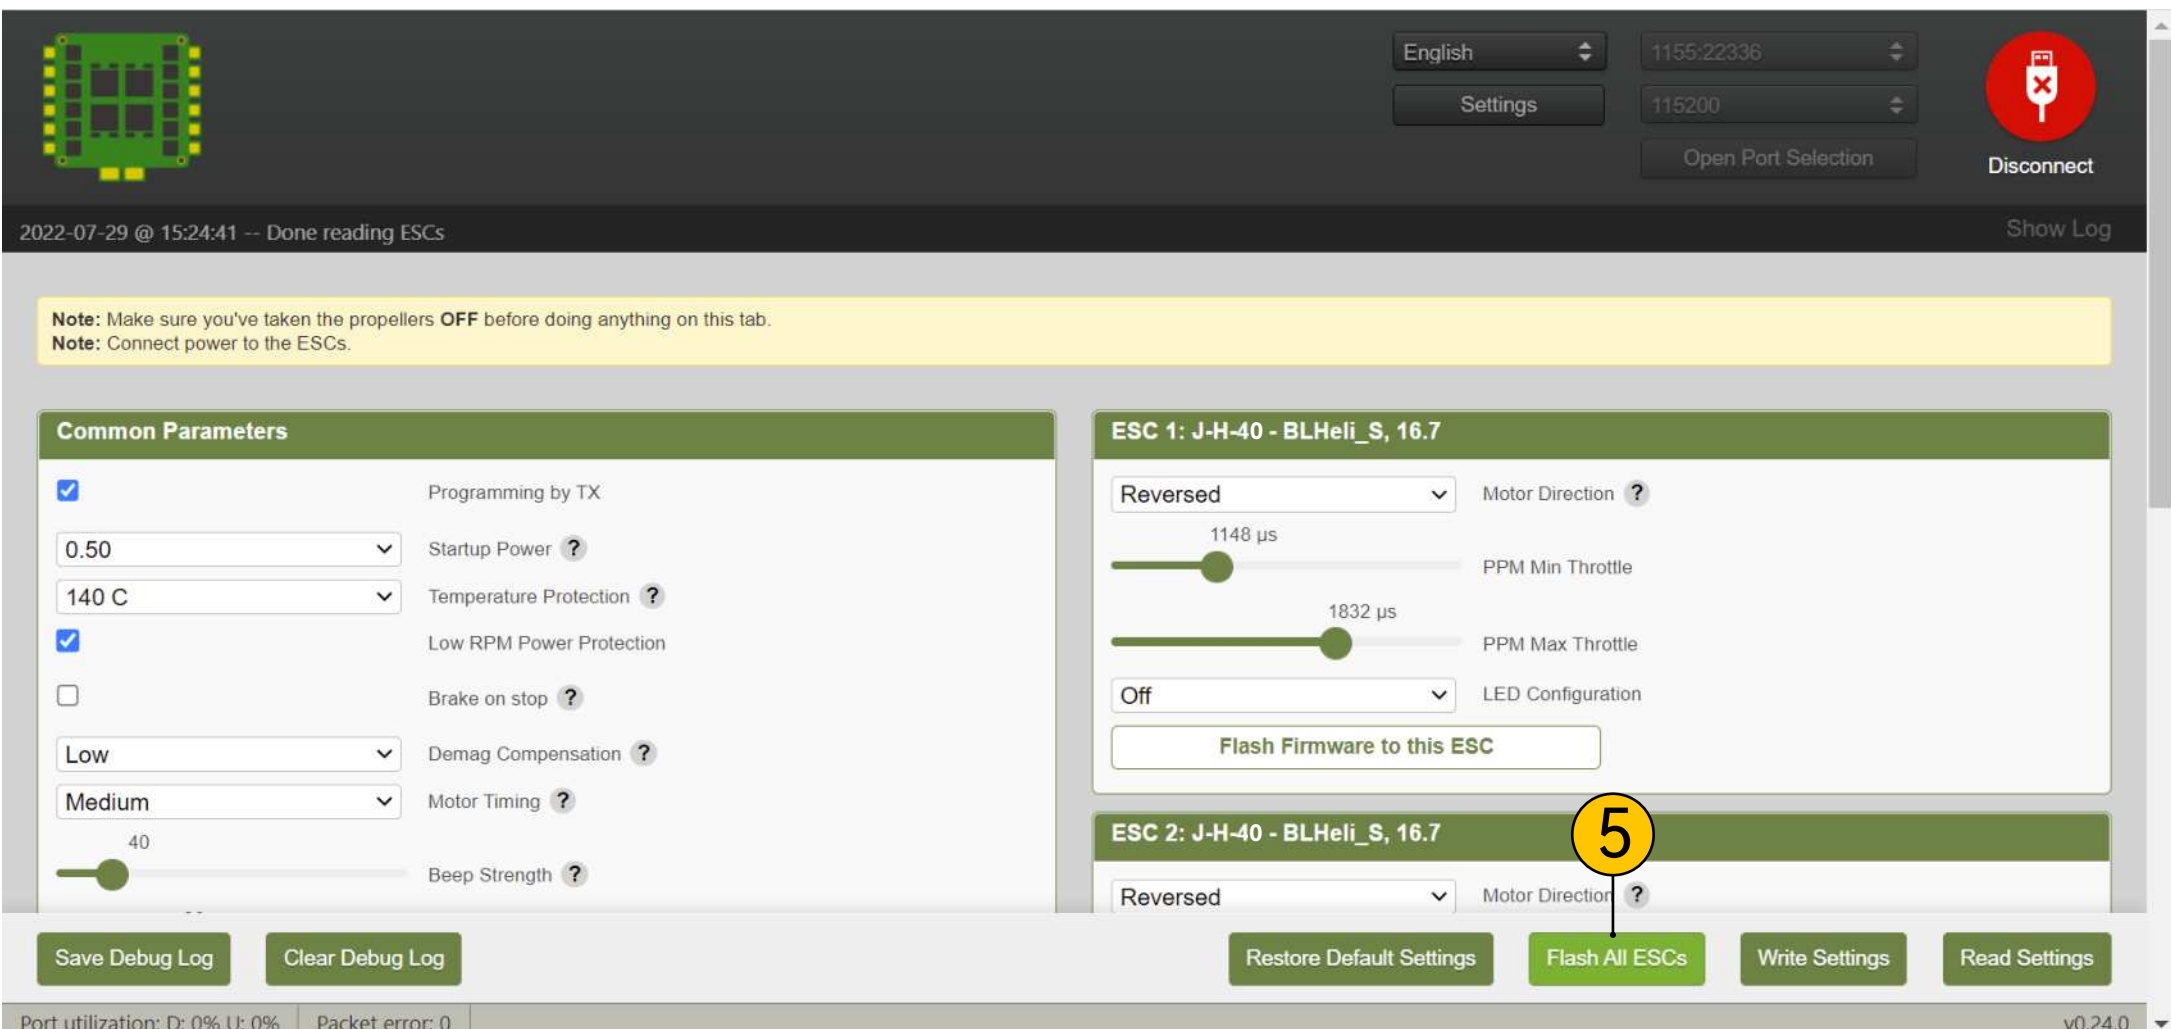 English
1155:22336
Settings
115200
Open Port Selection
Disconnect
2022-07-29 @ 15:24:41 -- Done reading ESCs
Show Log
Note: Make sure you've taken the propellers OFF before doing anything on this tab.
Note: Connect power to the ESCs.
Common Parameters
Programming by TX
0.50
Startup Power ?
140 C
Temperature Protection ?
Low RPM Power Protection
Brake on stop ?
Low
Demag Compensation ?
Medium
Motor Timing ?
40
Beep Strength ?
ESC 1: J-H-40 - BLHeli_S, 16.7
Reversed
Motor Direction ?
1148 µs
PPM Min Throttle
1832 µs
PPM Max Throttle
Off
LED Configuration
Flash Firmware to this ESC
ESC 2: J-H-40 - BLHeli_S, 16.7
5
Reversed
Motor Direction ?
Save Debug Log
Clear Debug Log
Restore Default Settings
Flash All ESCs
Write Settings
Read Settings
Port utilization: D: 0% U: 0%
Packet error: 0
v0.24.0